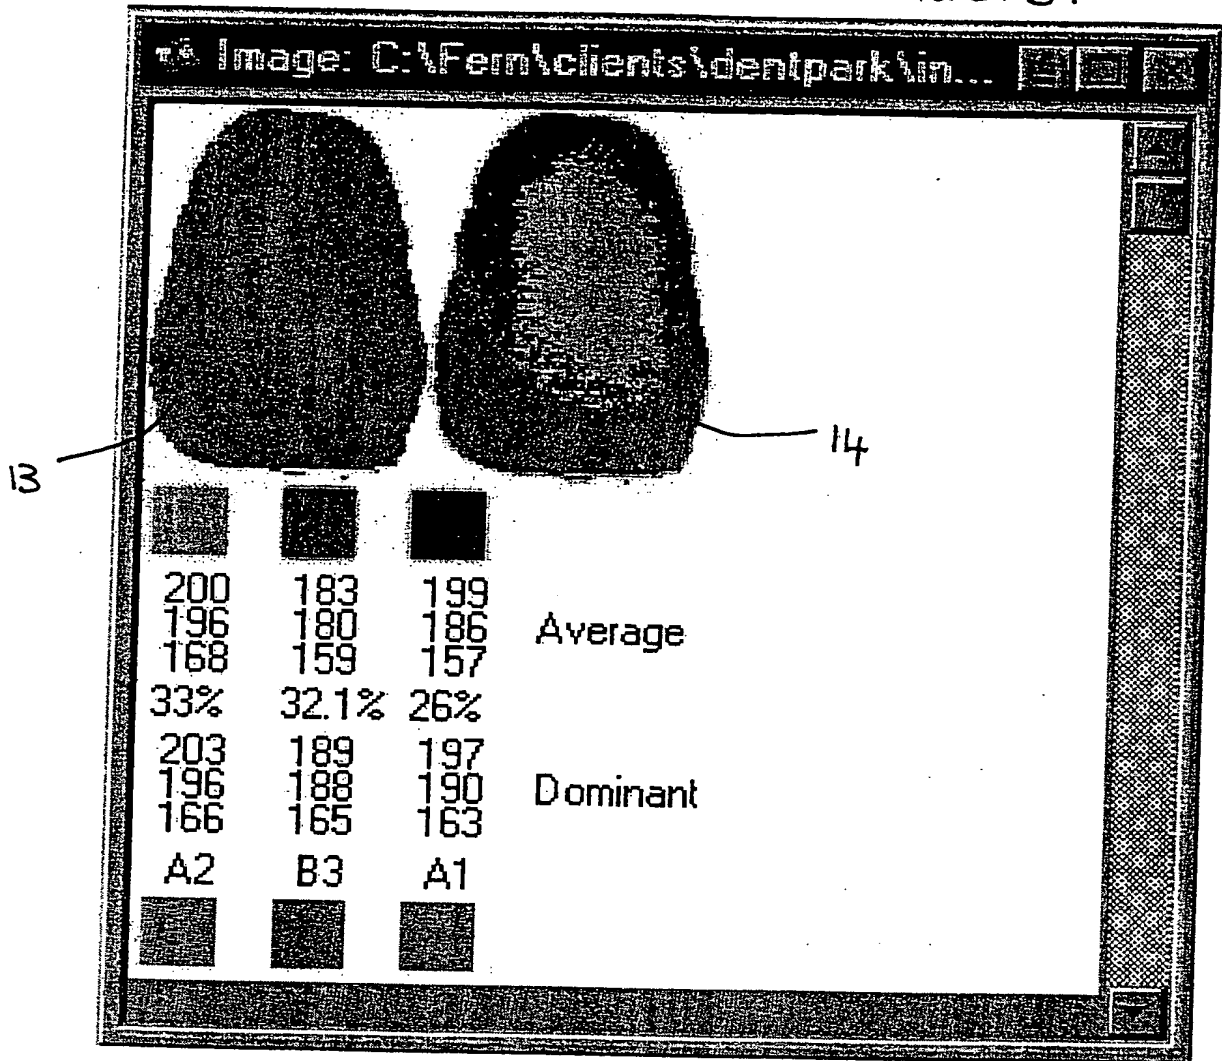 Image: C:\Fern\clients\dentpark\in...
13
14
200 183 199
196 180 186 Average
168 159 157
33% 32.1% 26%
203 189 197
196 188 190 Dominant
166 165 163
A2 B3 A1